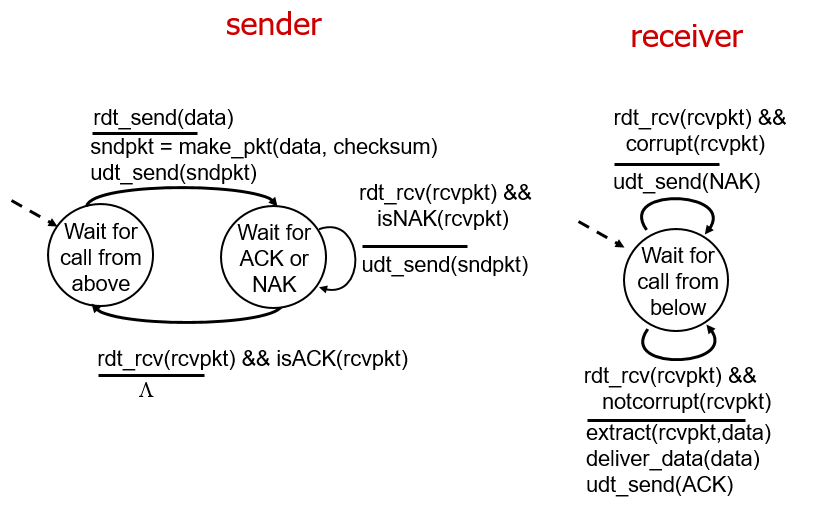 sender
rdt_send(data)
sndpkt = make_pkt(data, checksum)
udt_send(sndpkt)
Wait for
call from
above
Wait for
ACK or
NAK
rdt_rcv(rcvpkt) &&
isNAK(rcvpkt)
udt_send(sndpkt)
rdt_rcv(rcvpkt) && isACK(rcvpkt)
Λ
receiver
rdt_rcv(rcvpkt) &&
corrupt(rcvpkt)
udt_send(NAK)
Wait for
call from
below
rdt_rcv(rcvpkt) &&
notcorrupt(rcvpkt)
extract(rcvpkt,data)
deliver_data(data)
udt_send(ACK)